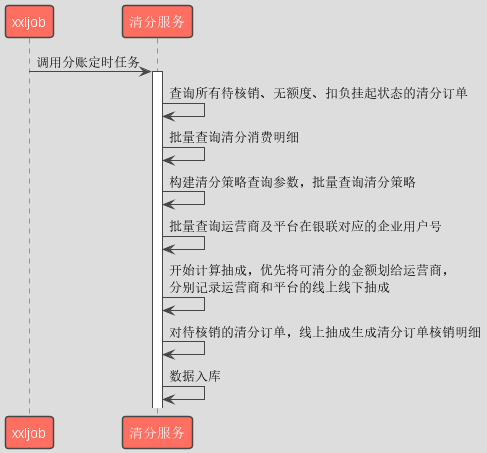 xxljob
清分服务
调用分账定时任务
查询所有待核销、无额度、扣负挂起状态的清分订单
批量查询清分消费明细
构建清分策略查询参数，批量查询清分策略
批量查询运营商及平台在银联对应的企业用户号
开始计算抽成，优先将可清分的金额划给运营商，
分别记录运营商和平台的线上线下抽成
对待核销的清分订单，线上抽成生成清分订单核销明细
数据入库
xxljob
清分服务